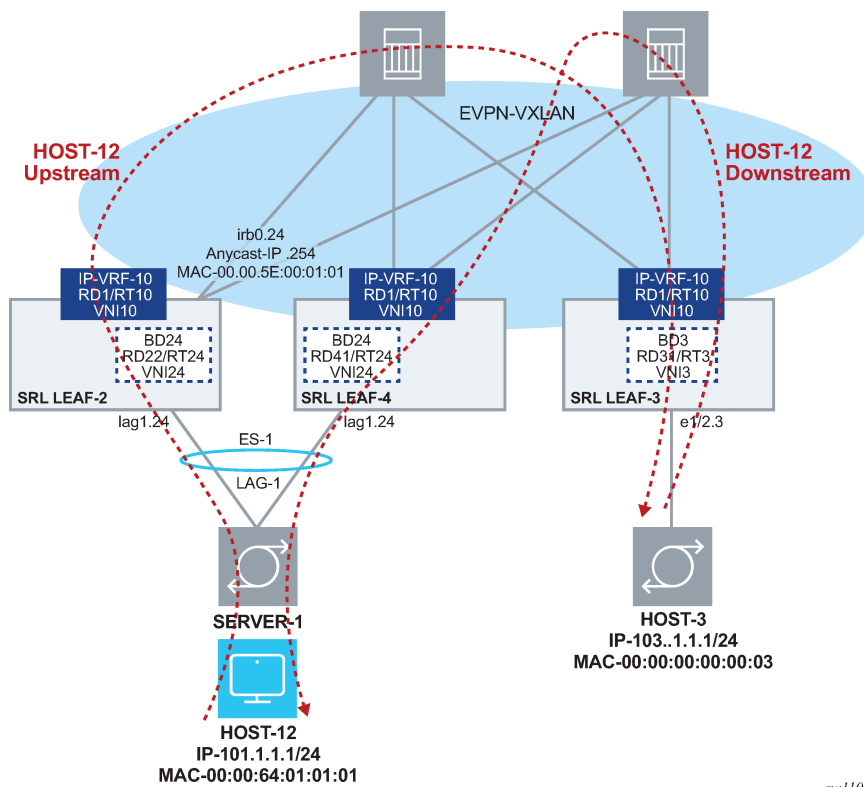 EVPN-VXLAN
HOST-12
Upstream
HOST-12
Downstream
irb0.24
Anycast-IP .254
MAC-00.00.5E:00:01:01
IP-VRF-10
RD1/RT10
VNI10
IP-VRF-10
RD1/RT10
VNI10
IP-VRF-10
RD1/RT10
VNI10
BD24
RD22/RT24
VNI24
BD24
RD41/RT24
VNI24
BD3
RD31/RT3
VNI3
SRL LEAF-2
SRL LEAF-4
SRL LEAF-3
lag1.24
lag1.24
e1/2.3
ES-1
LAG-1
SERVER-1
HOST-3
IP-103..1.1.1/24
MAC-00:00:00:00:00:03
HOST-12
IP-101.1.1.1/24
MAC-00:00:64:01:01:01